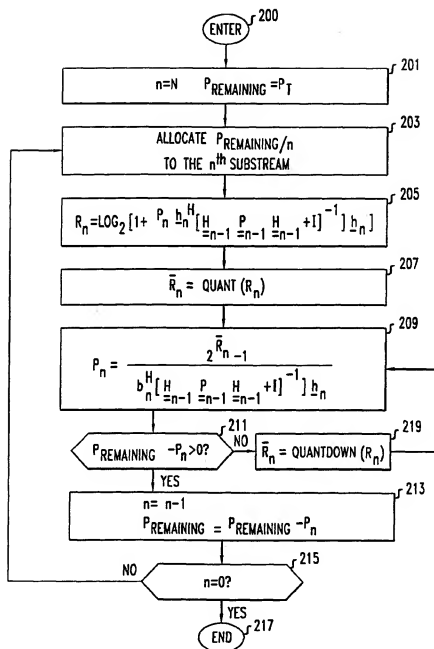 ENTER 200
201
n=N P_REMAINING =P_T
203
ALLOCATE P_REMAINING/n
TO THE n^th SUBSTREAM
205
R_n=LOG_2 [1+ P_n h_n^H [H_n-1 P_n-1 H_n-1 +I]^-1] h_n]
207
R̄_n = QUANT (R_n)
209
P_n = 2^R̄_n -1 / b_n^H [H_n-1 P_n-1 H_n-1 +I]^-1] h_n
211
P_REMAINING -P_n>0?
NO
219
R̄_n = QUANTDOWN (R_n)
YES
213
n= n-1
P_REMAINING = P_REMAINING -P_n
215
NO
n=0?
YES
END 217